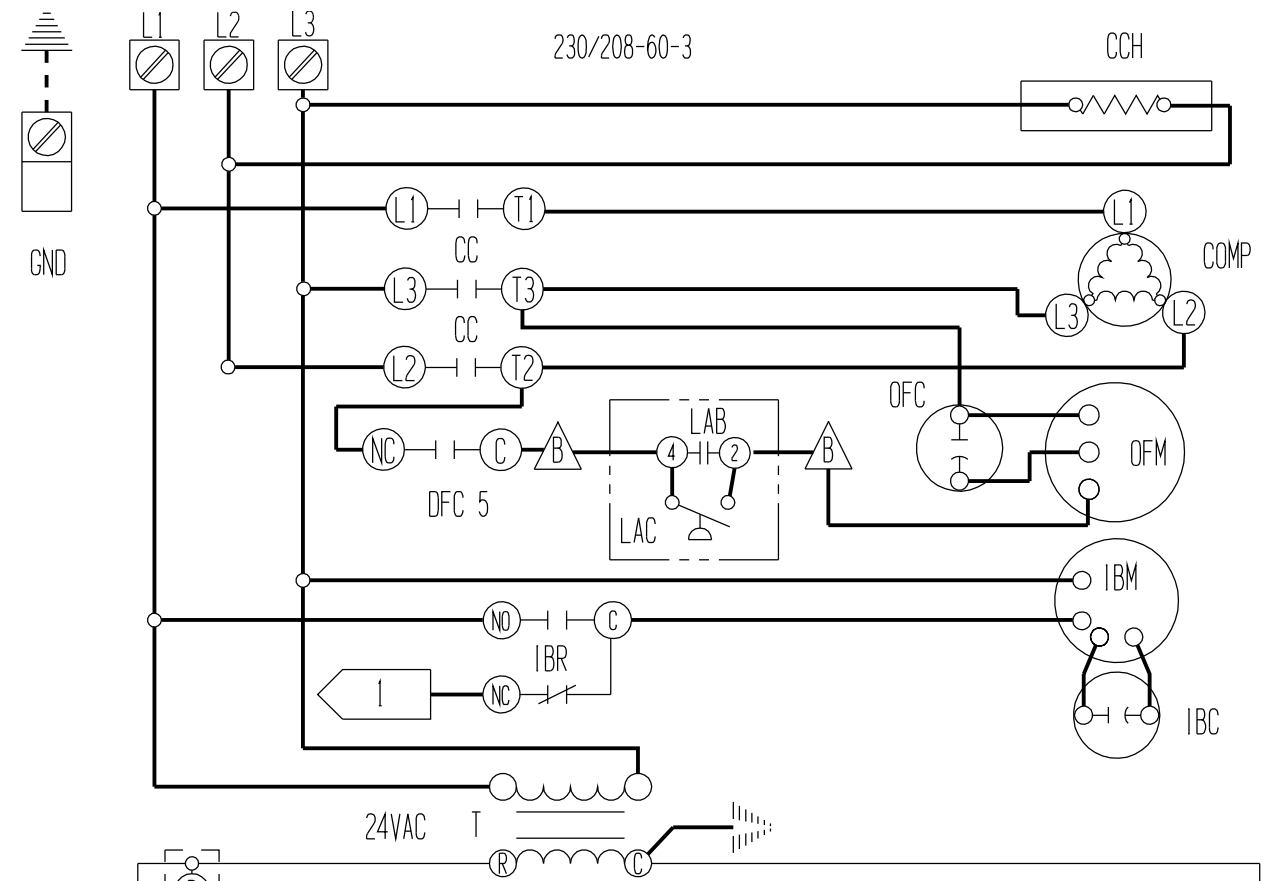 L1 L2 L3
230/208-60-3
CCH
GND
L1 T1 L1
CC
COMP
L3 T3
L3 L2
CC
L2 T2
OFC
LAB
NC C B 4 2 B OFM
DFC 5
LAC
IBM
NO C
IBR
1 NC
IBC
24VAC T
R C